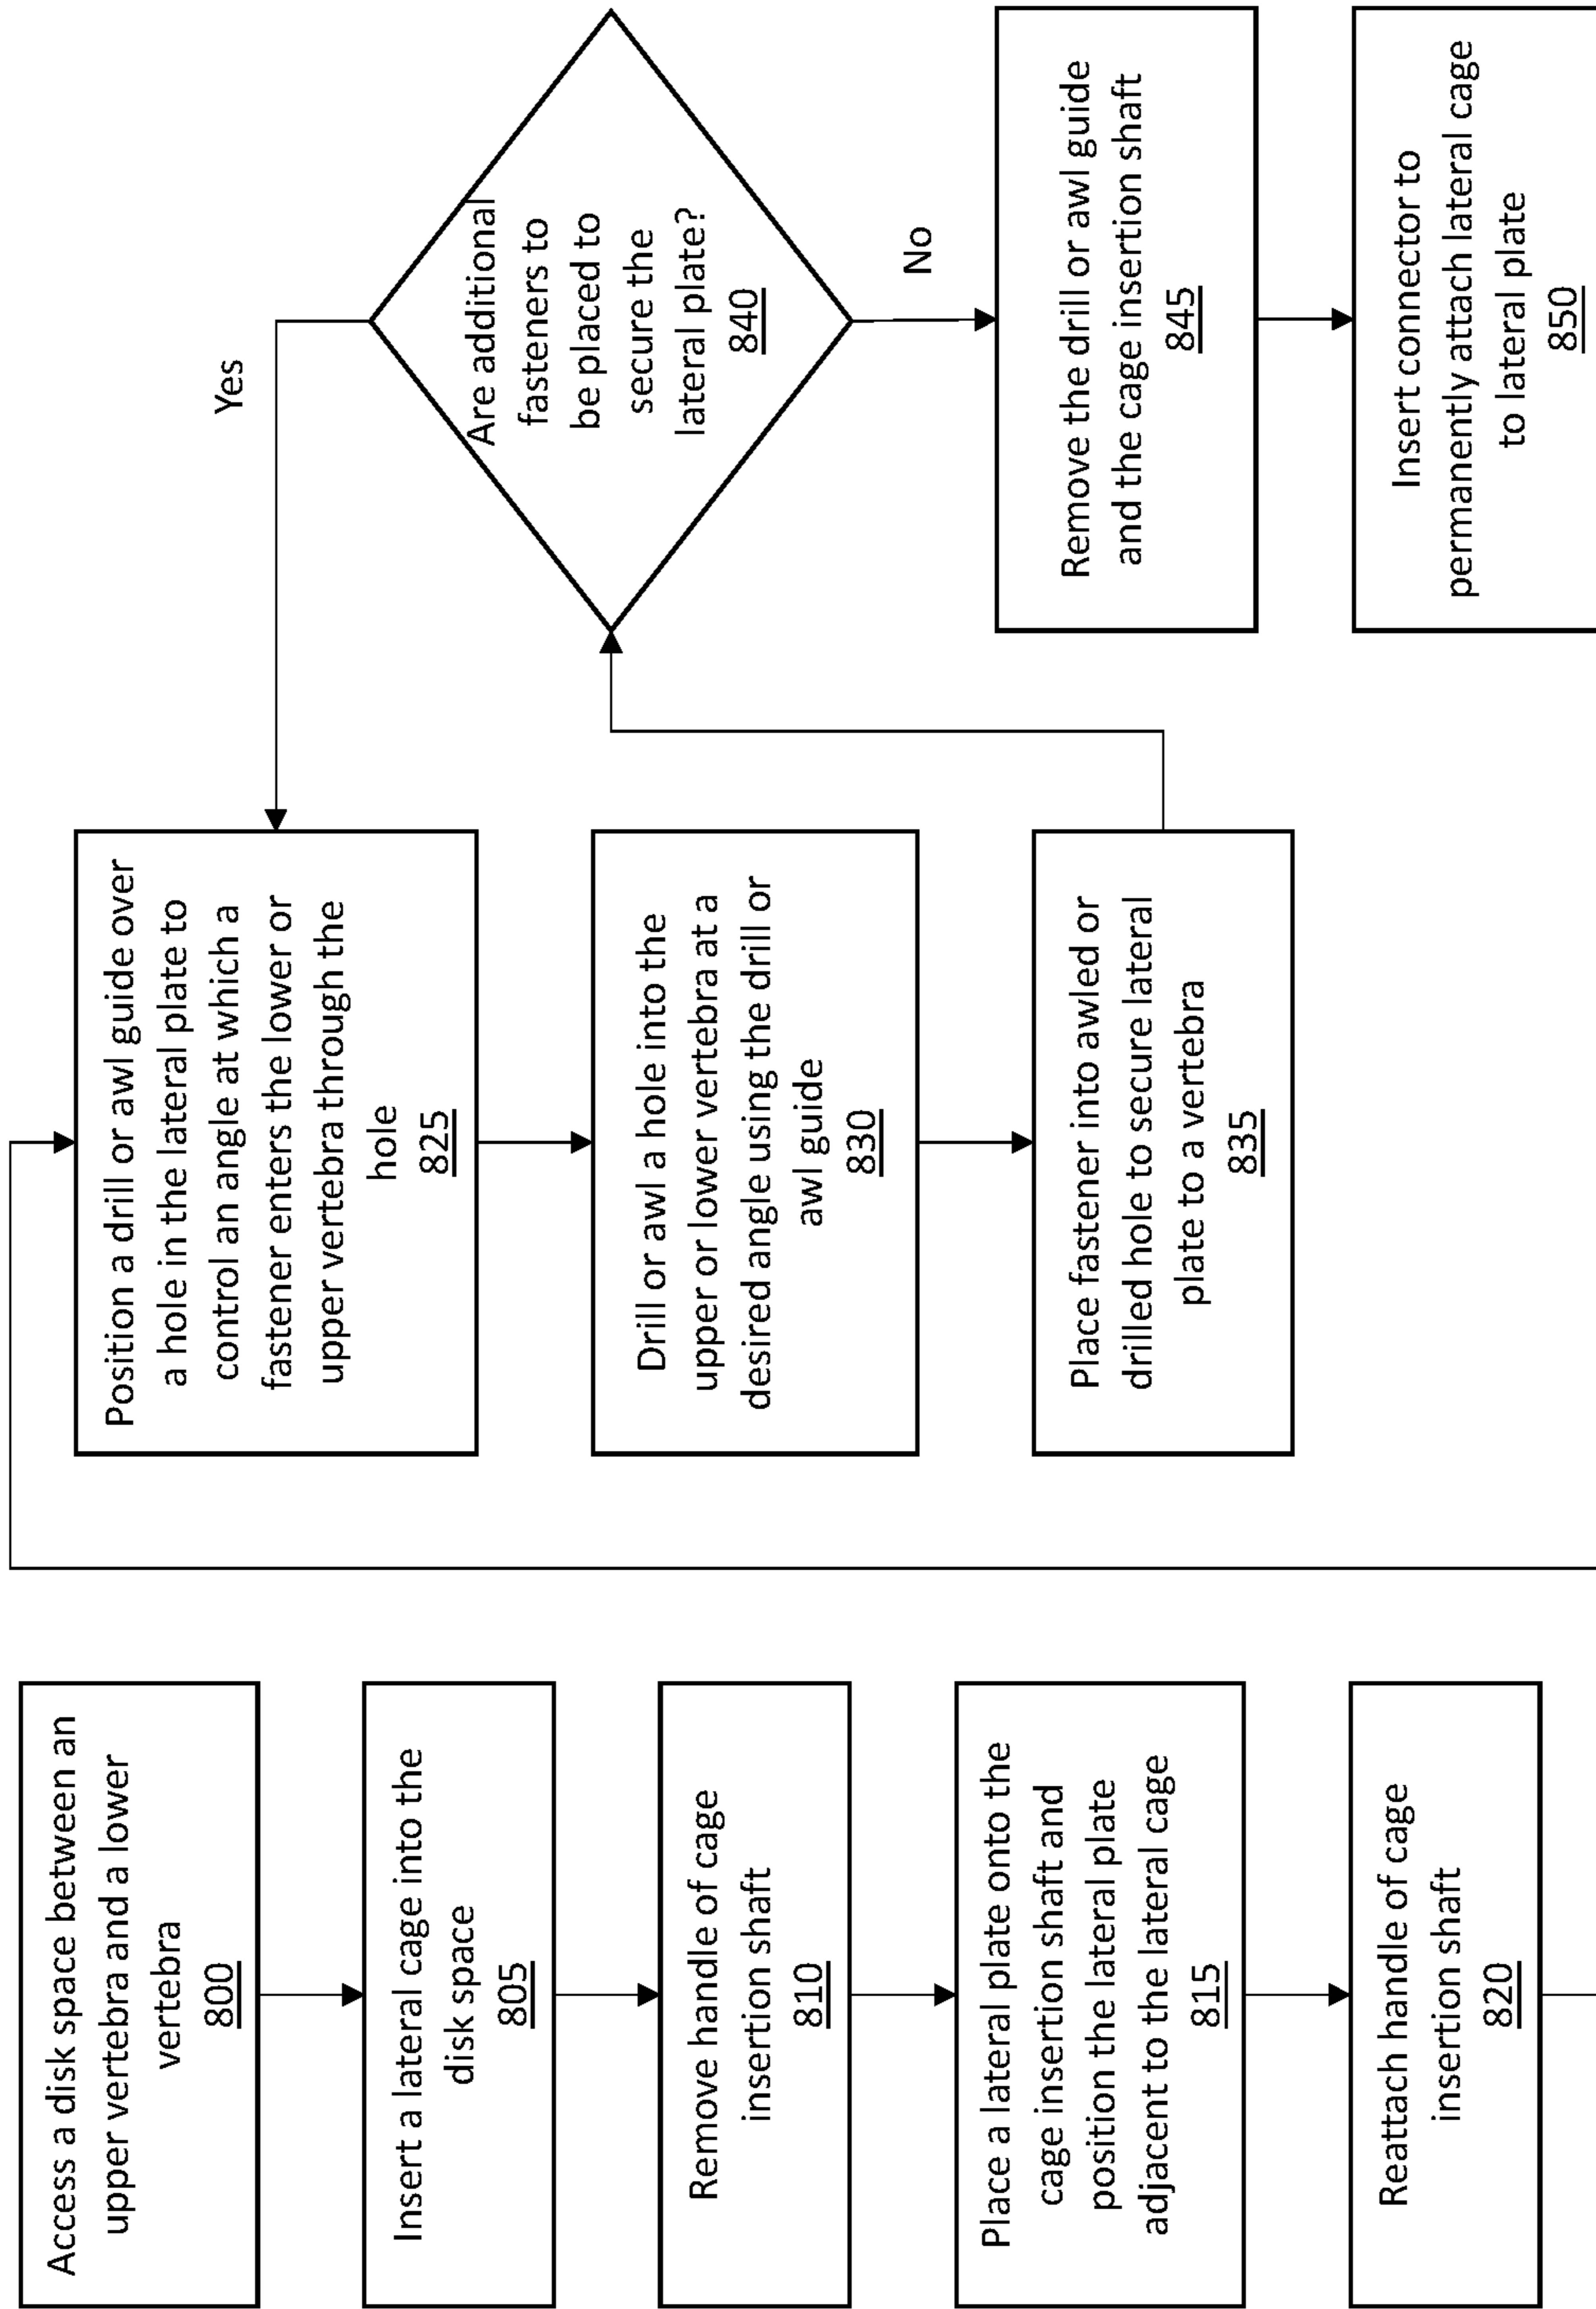 Access a disk space between an
upper vertebra and a lower
vertebra
800
Insert a lateral cage into the
disk space
805
Remove handle of cage
insertion shaft
810
Place a lateral plate onto the
cage insertion shaft and
position the lateral plate
adjacent to the lateral cage
815
Reattach handle of cage
insertion shaft
820
Position a drill or awl guide over
a hole in the lateral plate to
control an angle at which a
fastener enters the lower or
upper vertebra through the
hole
825
Drill or awl a hole into the
upper or lower vertebra at a
desired angle using the drill or
awl guide
830
Place fastener into awled or
drilled hole to secure lateral
plate to a vertebra
835
Yes
Are additional
fasteners to
be placed to
secure the
lateral plate?
840
No
Remove the drill or awl guide
and the cage insertion shaft
845
Insert connector to
permanently attach lateral cage
to lateral plate
850